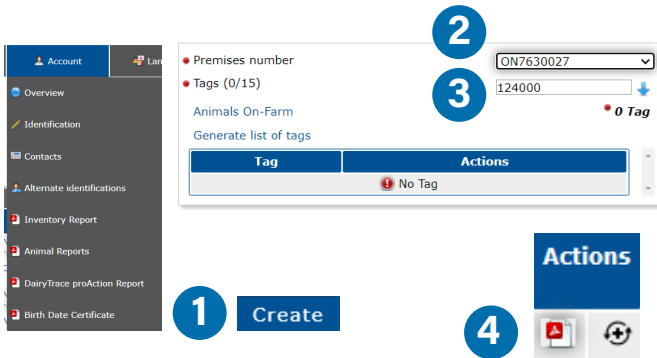 Account
Lan
Overview
Identification
Contacts
Alternate identifications
Inventory Report
Animal Reports
DairyTrace proAction Report
Birth Date Certificate
1
Create
2
Premises number
ON7630027
3
Tags (0/15)
124000
Animals On-Farm
0 Tag
Generate list of tags
Tag Actions
No Tag
Actions
4